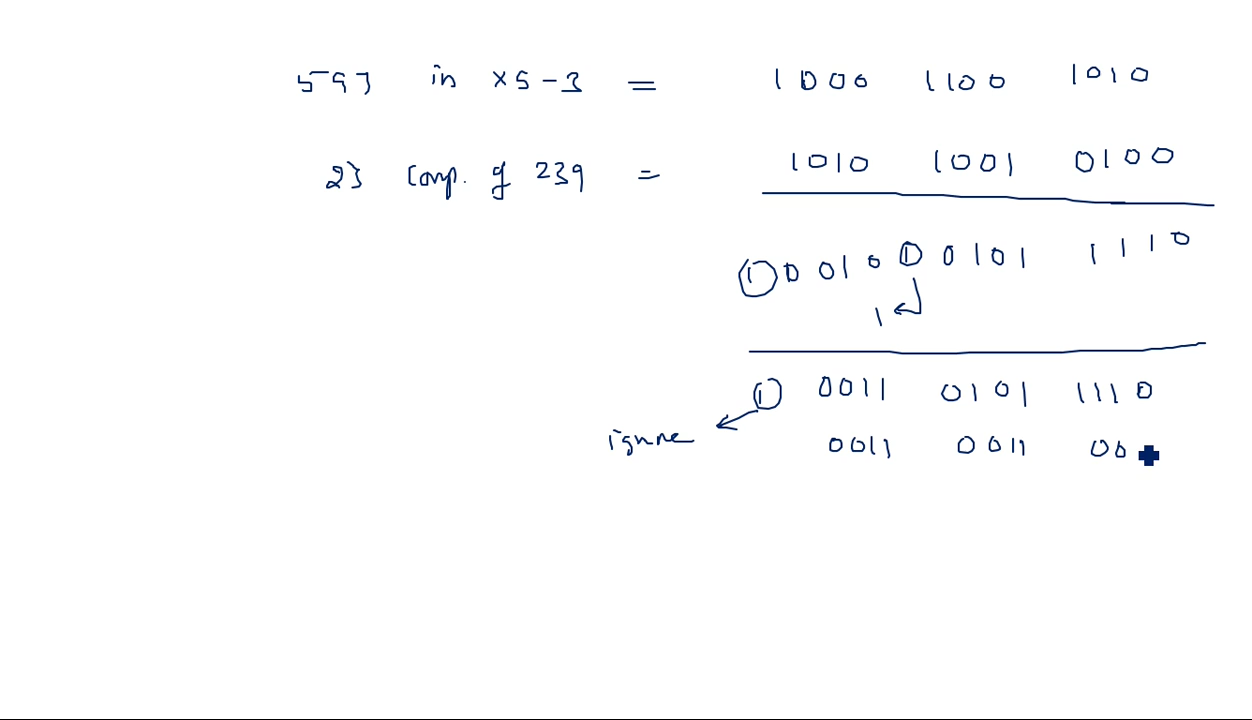 597 in XS-3 = 1000 1100 1010
2's Comp. of 239 = 1010 1001 0100
1 0010 1 0101 1110
1
1 0011 0101 1110
ignore 0011 0011 00